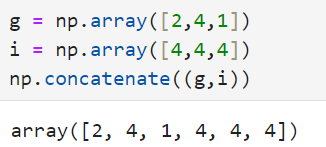 g = np.array([2,4,1])
i = np.array([4,4,4])
np.concatenate((g,i))
array([2, 4, 1, 4, 4, 4])